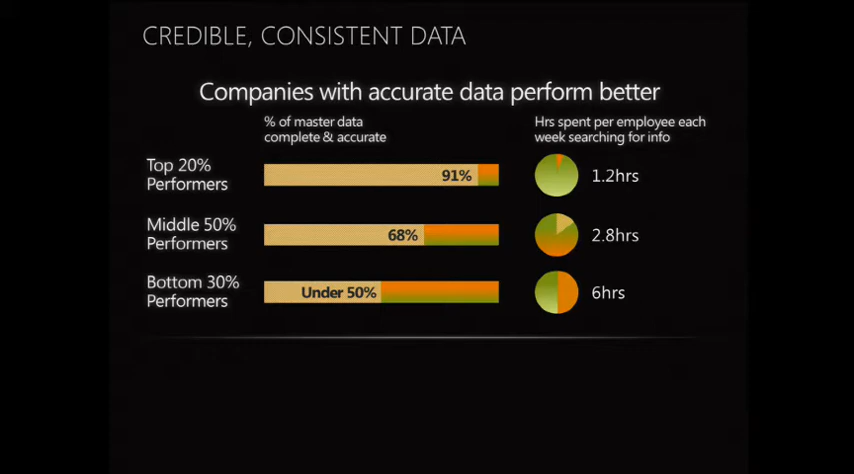 CREDIBLE, CONSISTENT DATA
Companies with accurate data perform better
% of master data
complete & accurate
Hrs spent per employee each
week searching for info
Top 20%
Performers
91%
1.2hrs
Middle 50%
Performers
68%
2.8hrs
Bottom 30%
Performers
Under 50%
6hrs